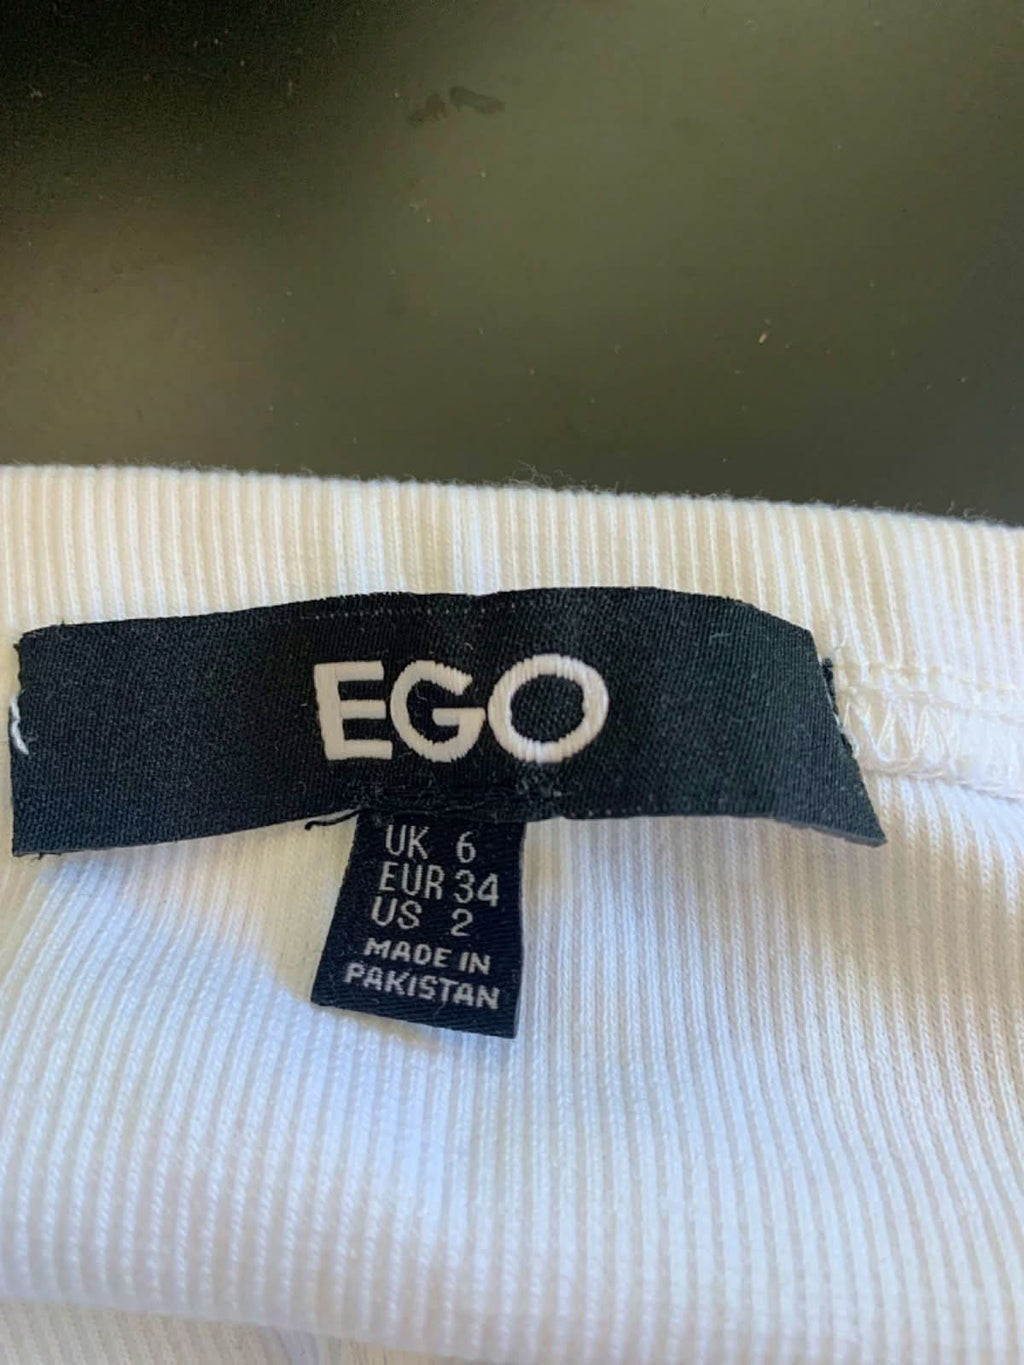 EGO
UK 6
EUR 34
US 2
MADE IN
PAKISTAN